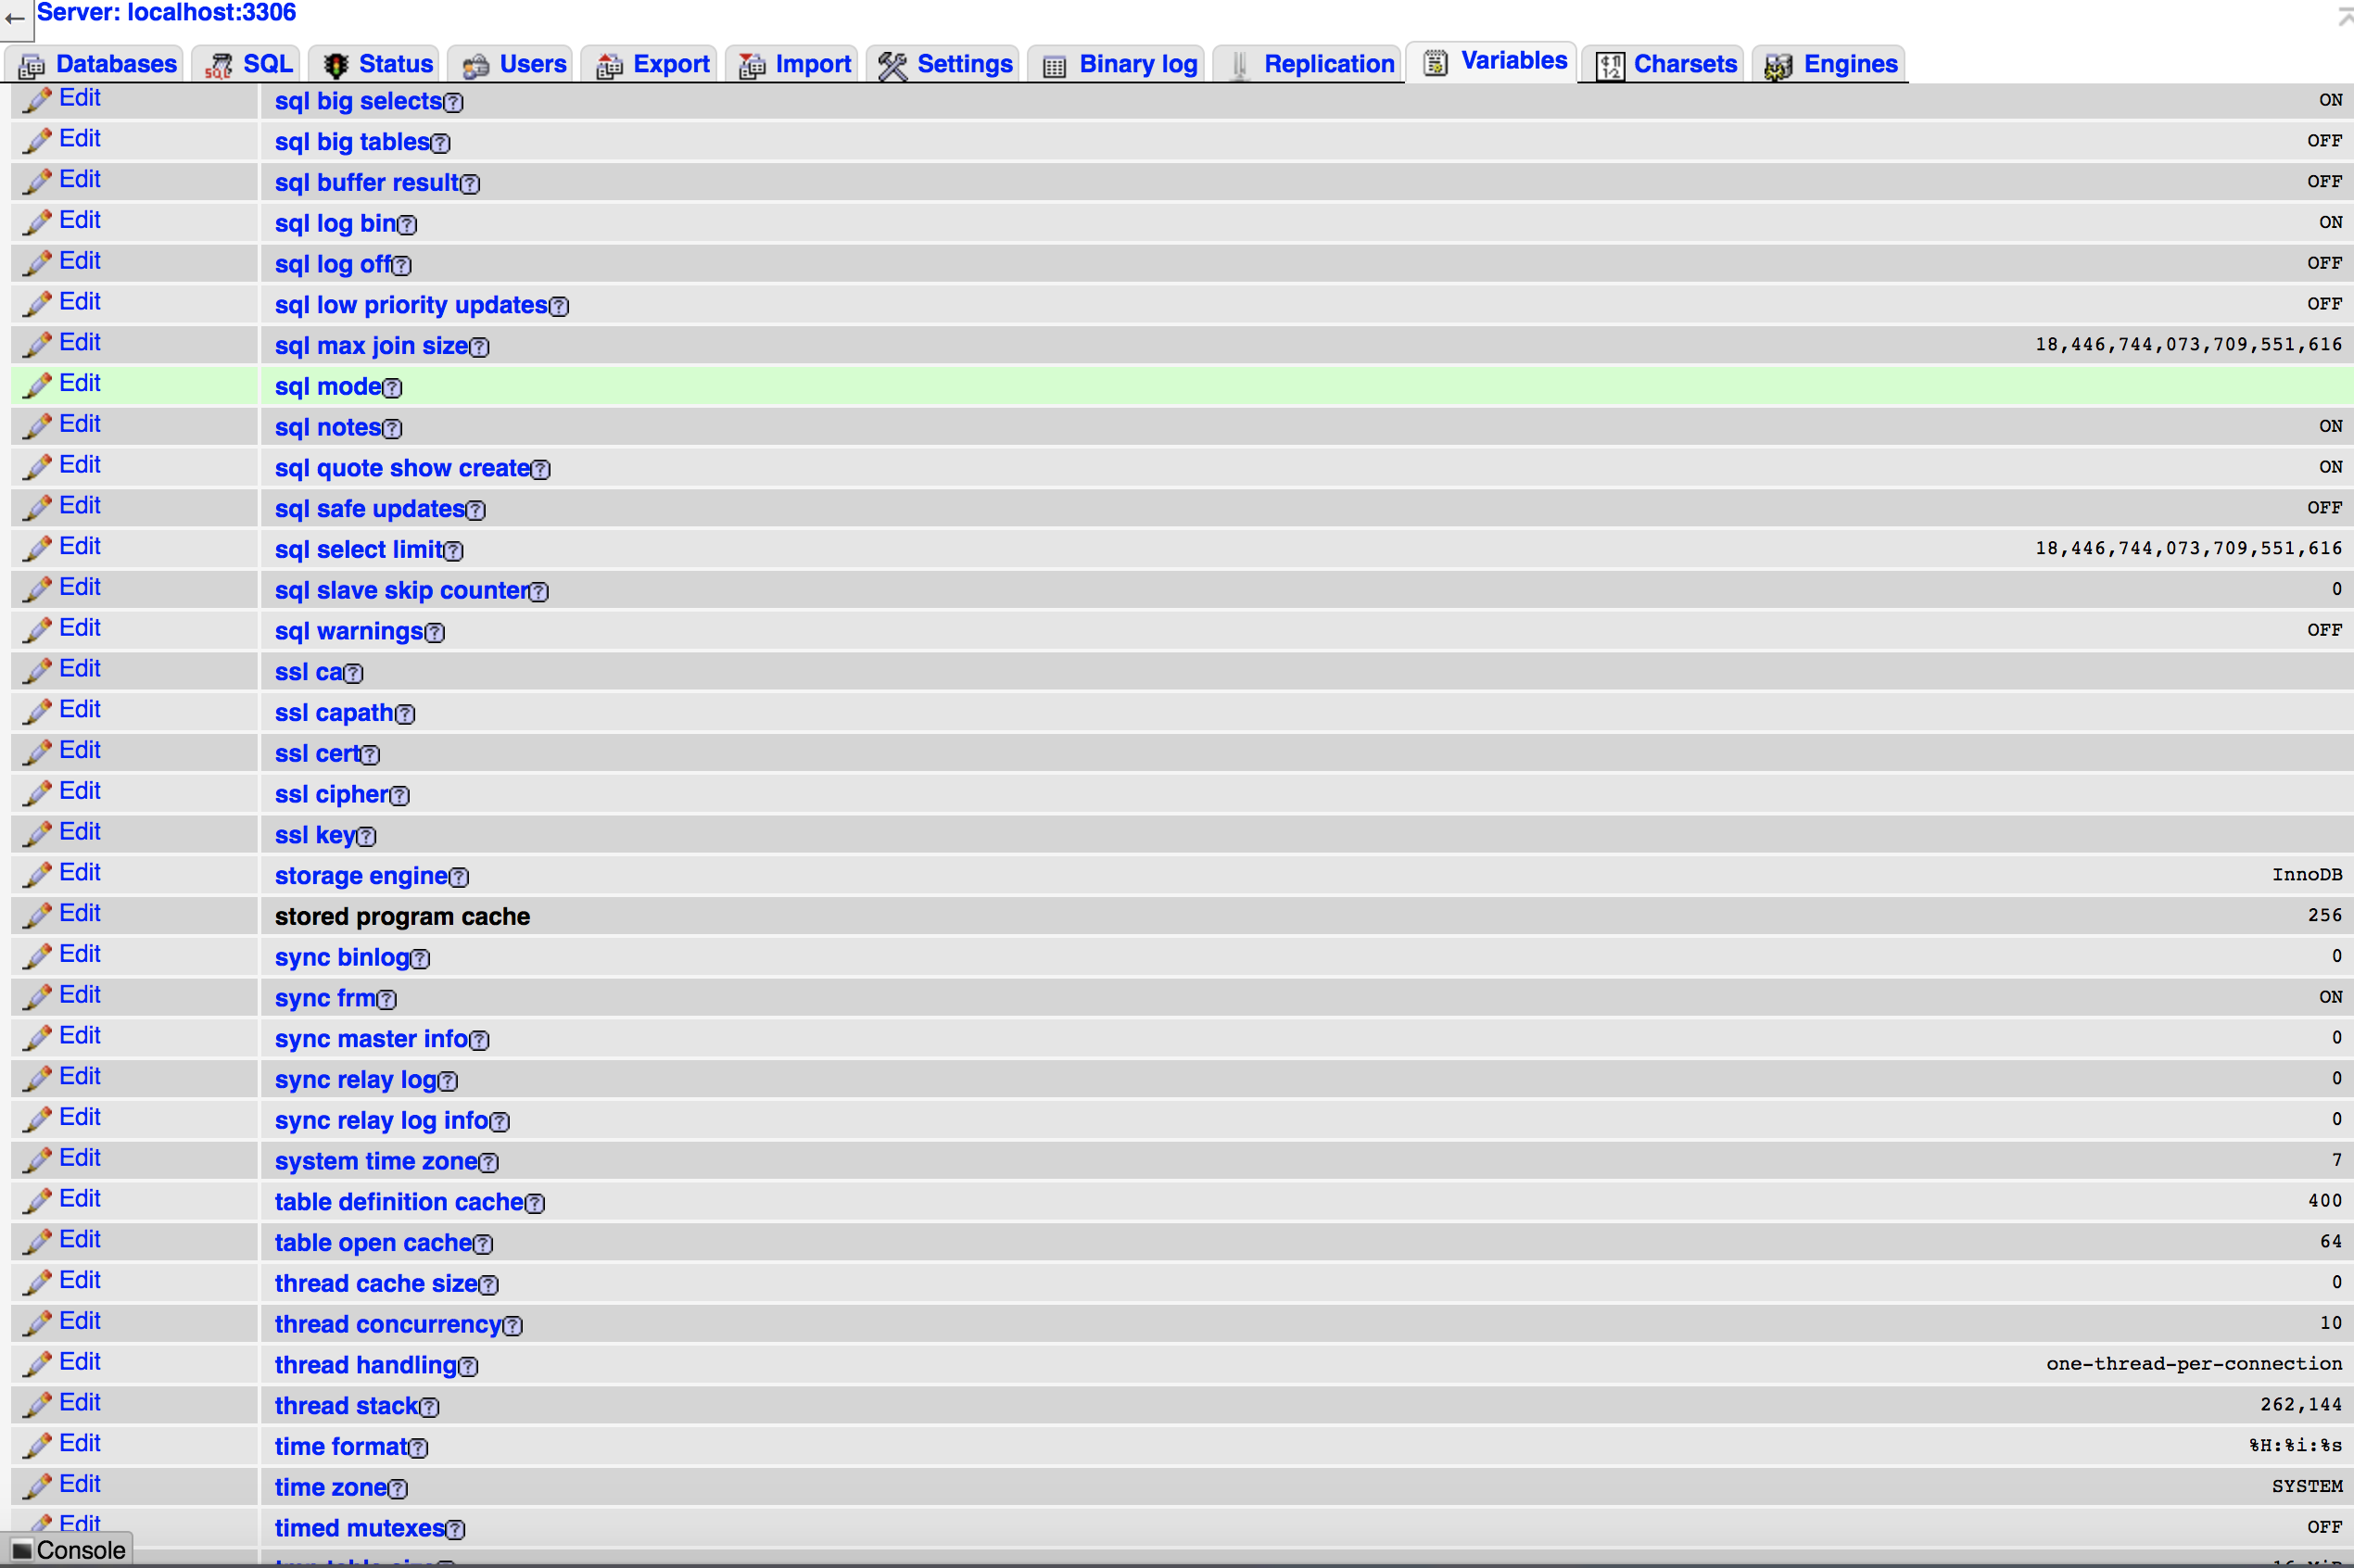 Server: localhost:3306
Databases SQL Status Users Export Import Settings Binary log Replication Variables Charsets Engines
Edit sql big selects ON
Edit sql big tables OFF
Edit sql buffer result OFF
Edit sql log bin ON
Edit sql log off OFF
Edit sql low priority updates OFF
Edit sql max join size 18,446,744,073,709,551,616
Edit sql mode
Edit sql notes ON
Edit sql quote show create ON
Edit sql safe updates OFF
Edit sql select limit 18,446,744,073,709,551,616
Edit sql slave skip counter 0
Edit sql warnings OFF
Edit ssl ca
Edit ssl capath
Edit ssl cert
Edit ssl cipher
Edit ssl key
Edit storage engine InnoDB
Edit stored program cache 256
Edit sync binlog 0
Edit sync frm ON
Edit sync master info 0
Edit sync relay log 0
Edit sync relay log info 0
Edit system time zone 7
Edit table definition cache 400
Edit table open cache 64
Edit thread cache size 0
Edit thread concurrency 10
Edit thread handling one-thread-per-connection
Edit thread stack 262,144
Edit time format %H:%i:%s
Edit time zone SYSTEM
Edit timed mutexes OFF
Console